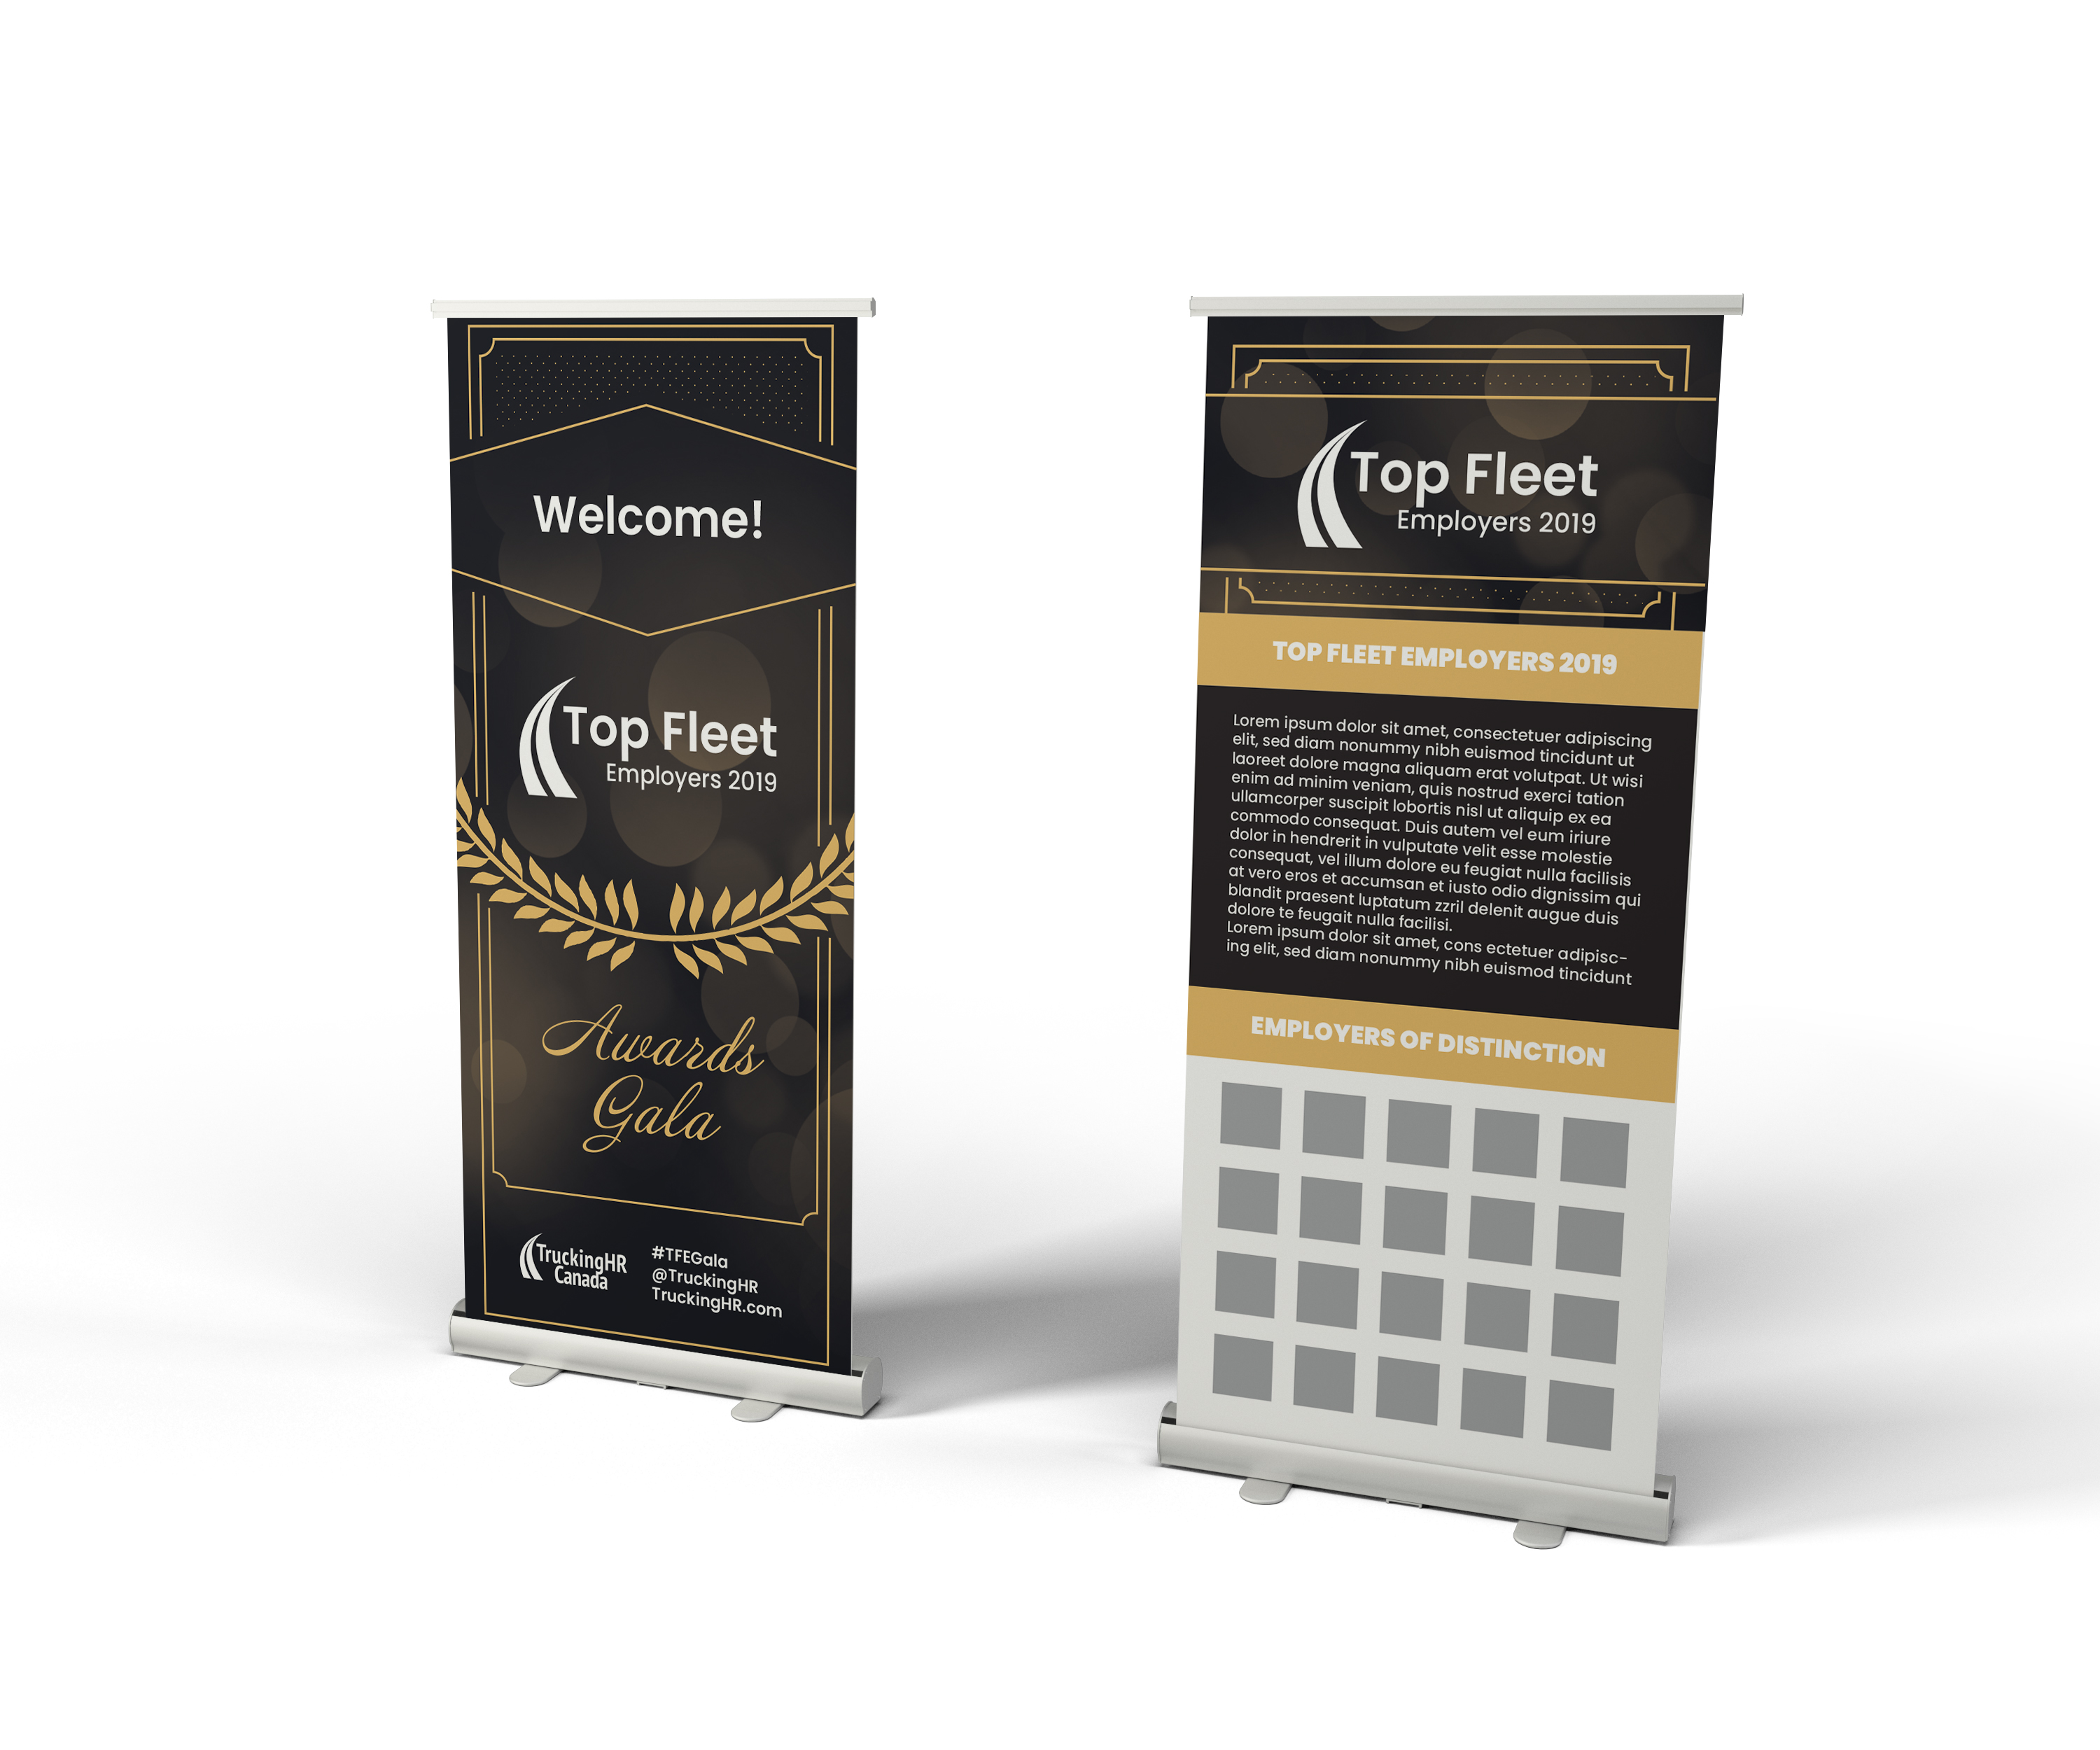 Welcome!
Top Fleet
Employers 2019
Awards
Gala
TruckingHR
Canada
#TFEGala
@TruckingHR
TruckingHR.com
Top Fleet
Employers 2019
TOP FLEET EMPLOYERS 2019
Lorem ipsum dolor sit amet, consectetuer adipiscing
elit, sed diam nonummy nibh euismod tincidunt ut
laoreet dolore magna aliquam erat volutpat. Ut wisi
enim ad minim veniam, quis nostrud exerci tation
ullamcorper suscipit lobortis nisl ut aliquip ex ea
commodo consequat. Duis autem vel eum iriure
dolor in hendrerit in vulputate velit esse molestie
consequat, vel illum dolore eu feugiat nulla facilisis
at vero eros et accumsan et iusto odio dignissim qui
blandit praesent luptatum zzril delenit augue duis
dolore te feugait nulla facilisi.
Lorem ipsum dolor sit amet, cons ectetuer adipisc-
ing elit, sed diam nonummy nibh euismod tincidunt
EMPLOYERS OF DISTINCTION